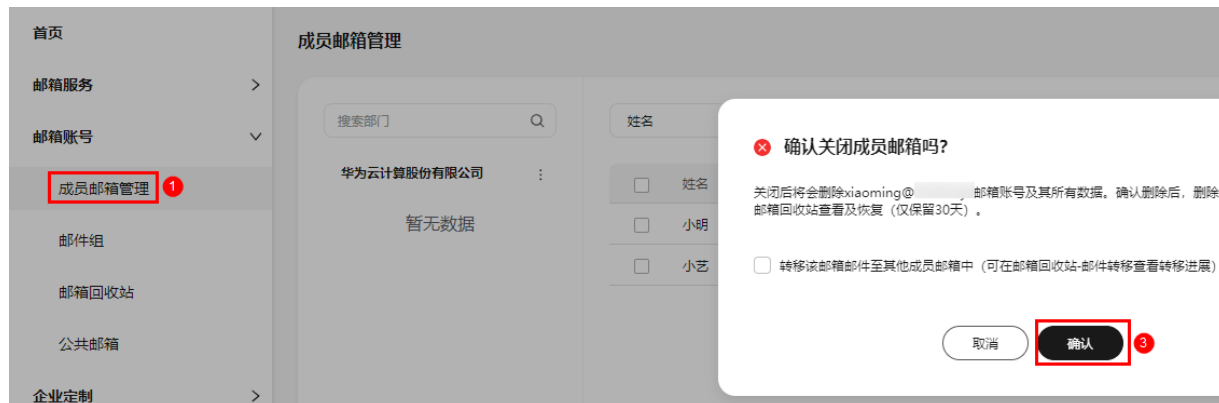 首页
成员邮箱管理
邮箱服务
搜索部门
姓名
邮箱账号
确认关闭成员邮箱吗?
华为云计算股份有限公司
成员邮箱管理
1
姓名
关闭后将会删除xiaoming@ 邮箱账号及其所有数据。确认删除后，删除
邮箱回收站查看及恢复（仅保留30天）。
暂无数据
小明
邮件组
小艺
转移该邮箱邮件至其他成员邮箱中（可在邮箱回收站-邮件转移查看转移进展）
邮箱回收站
公共邮箱
取消
确认
3
企业定制